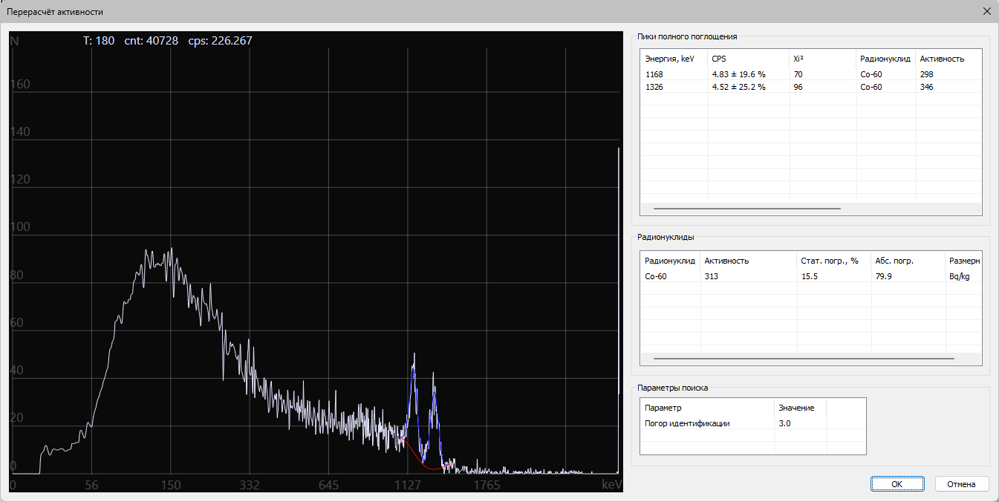 Перерасчёт активности
N
T: 180 cnt: 40728 cps: 226.267
160
140
120
100
80
60
40
20
0
0 56 150 332 645 1127 1765 keV
Пики полного поглощения
Энергия, keV CPS Xi² Радионуклид Активность
1168 4.83 ± 19.6 % 70 Co-60 298
1326 4.52 ± 25.2 % 96 Co-60 346
Радионуклиды
Радионуклид Активность Стат. погр., % Абс. погр. Размерн
Co-60 313 15.5 79.9 Bq/kg
Параметры поиска
Параметр Значение
Погор идентификации 3.0
OK Отмена